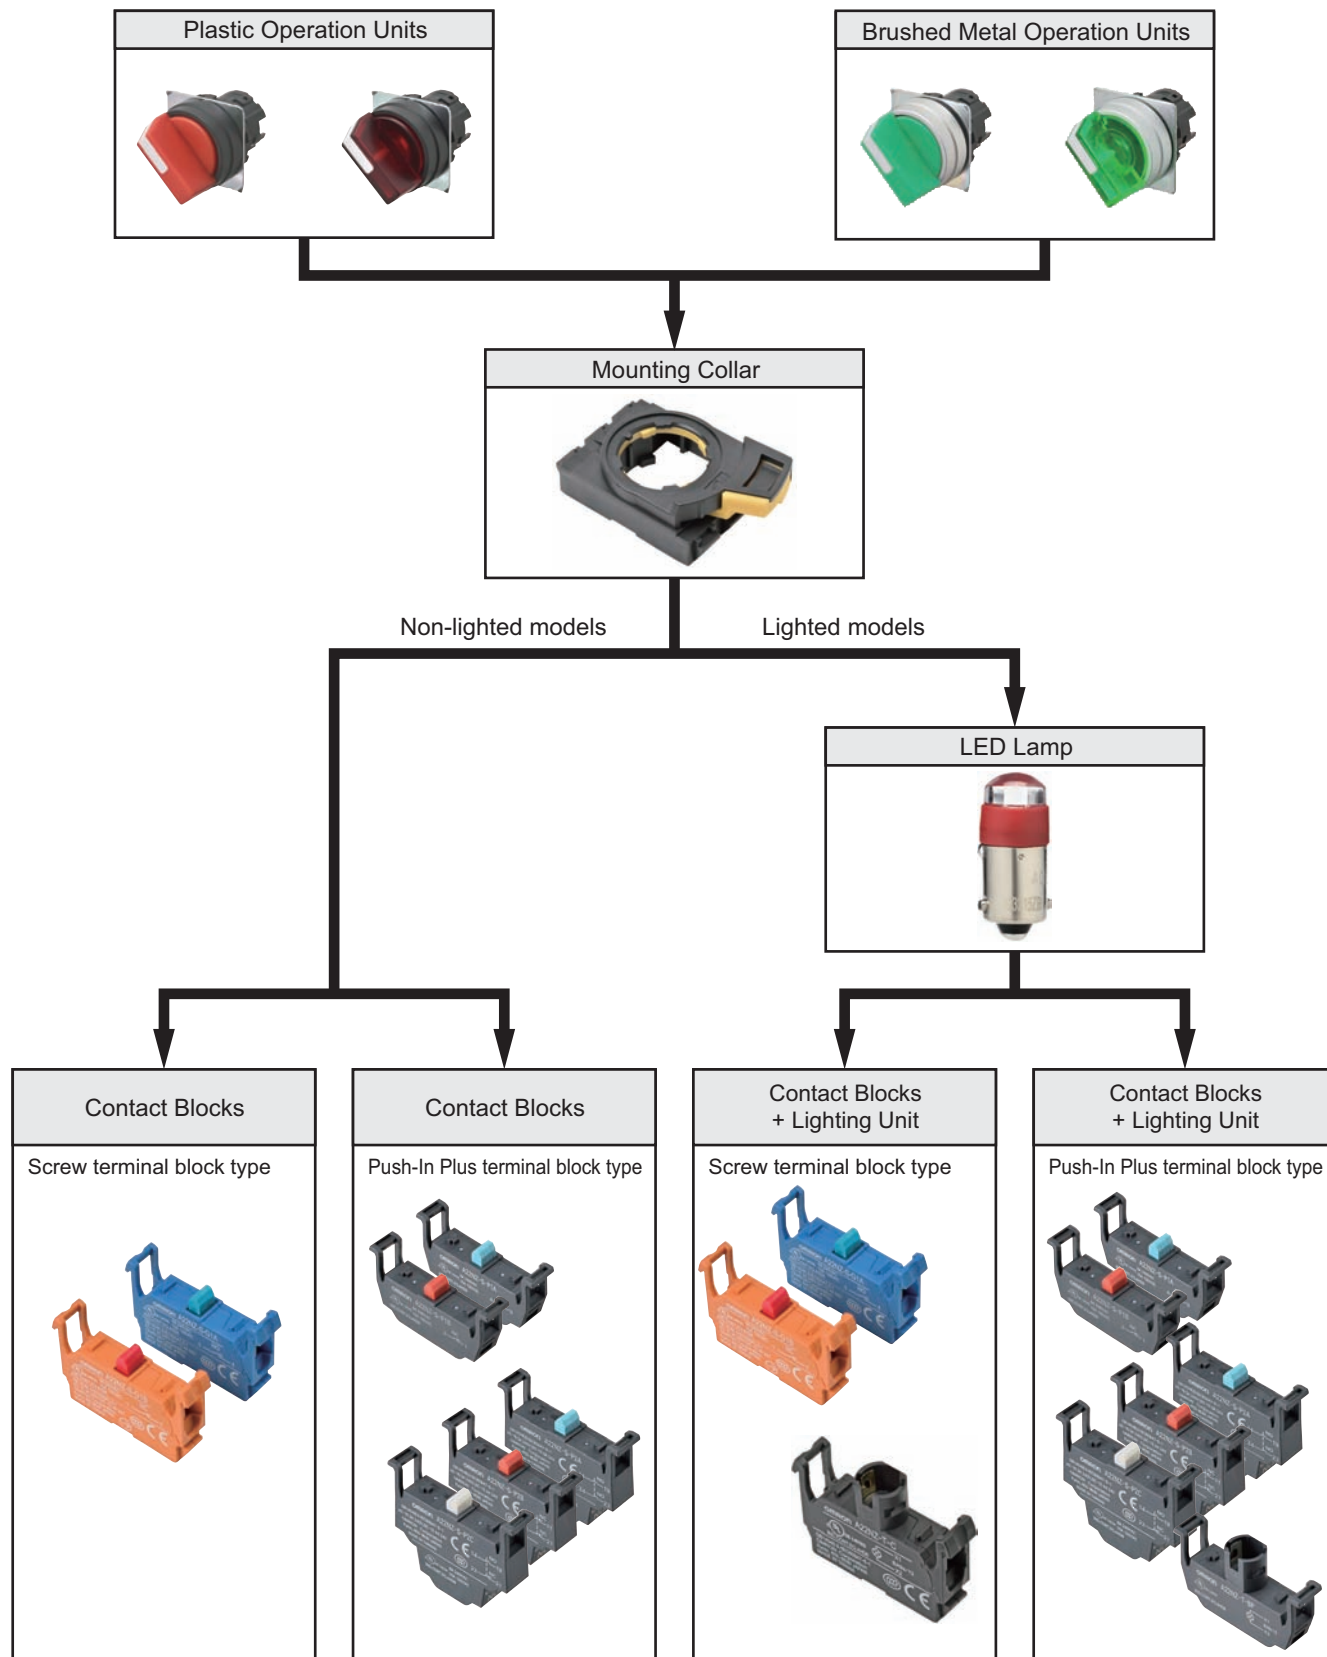 Plastic Operation Units
Brushed Metal Operation Units
Mounting Collar
Non-lighted models
Lighted models
LED Lamp
Contact Blocks
Screw terminal block type
Contact Blocks
Push-In Plus terminal block type
Contact Blocks
+ Lighting Unit
Screw terminal block type
Contact Blocks
+ Lighting Unit
Push-In Plus terminal block type